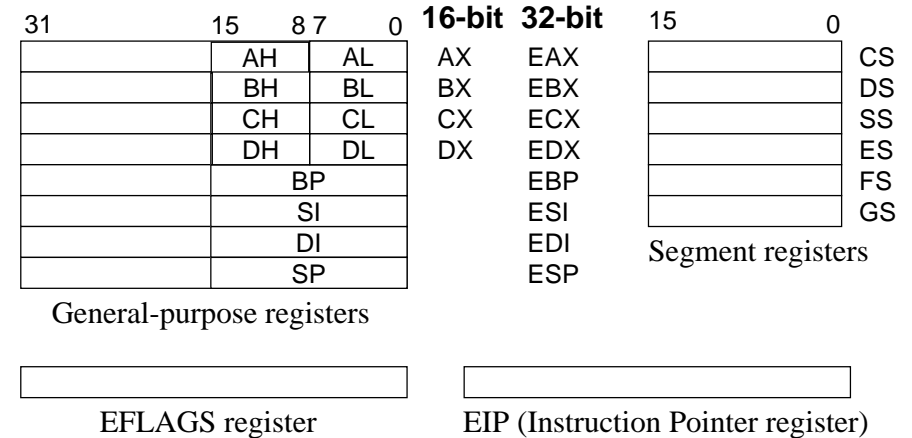 31 15 8 7 0 16-bit 32-bit 15 0
AH AL AX EAX CS
BH BL BX EBX DS
CH CL CX ECX SS
DH DL DX EDX ES
BP EBP FS
SI ESI GS
DI EDI
Segment registers
SP ESP
General-purpose registers
EFLAGS register EIP (Instruction Pointer register)